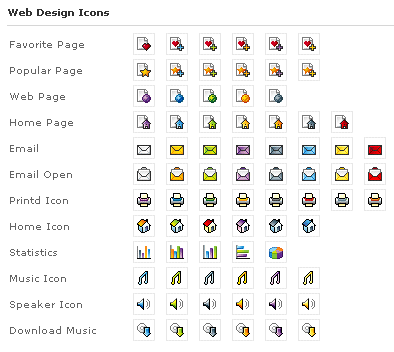 Web Design Icons
Favorite Page
Popular Page
Web Page
Home Page
Email
Email Open
Printd Icon
Home Icon
Statistics
Music Icon
Speaker Icon
Download Music